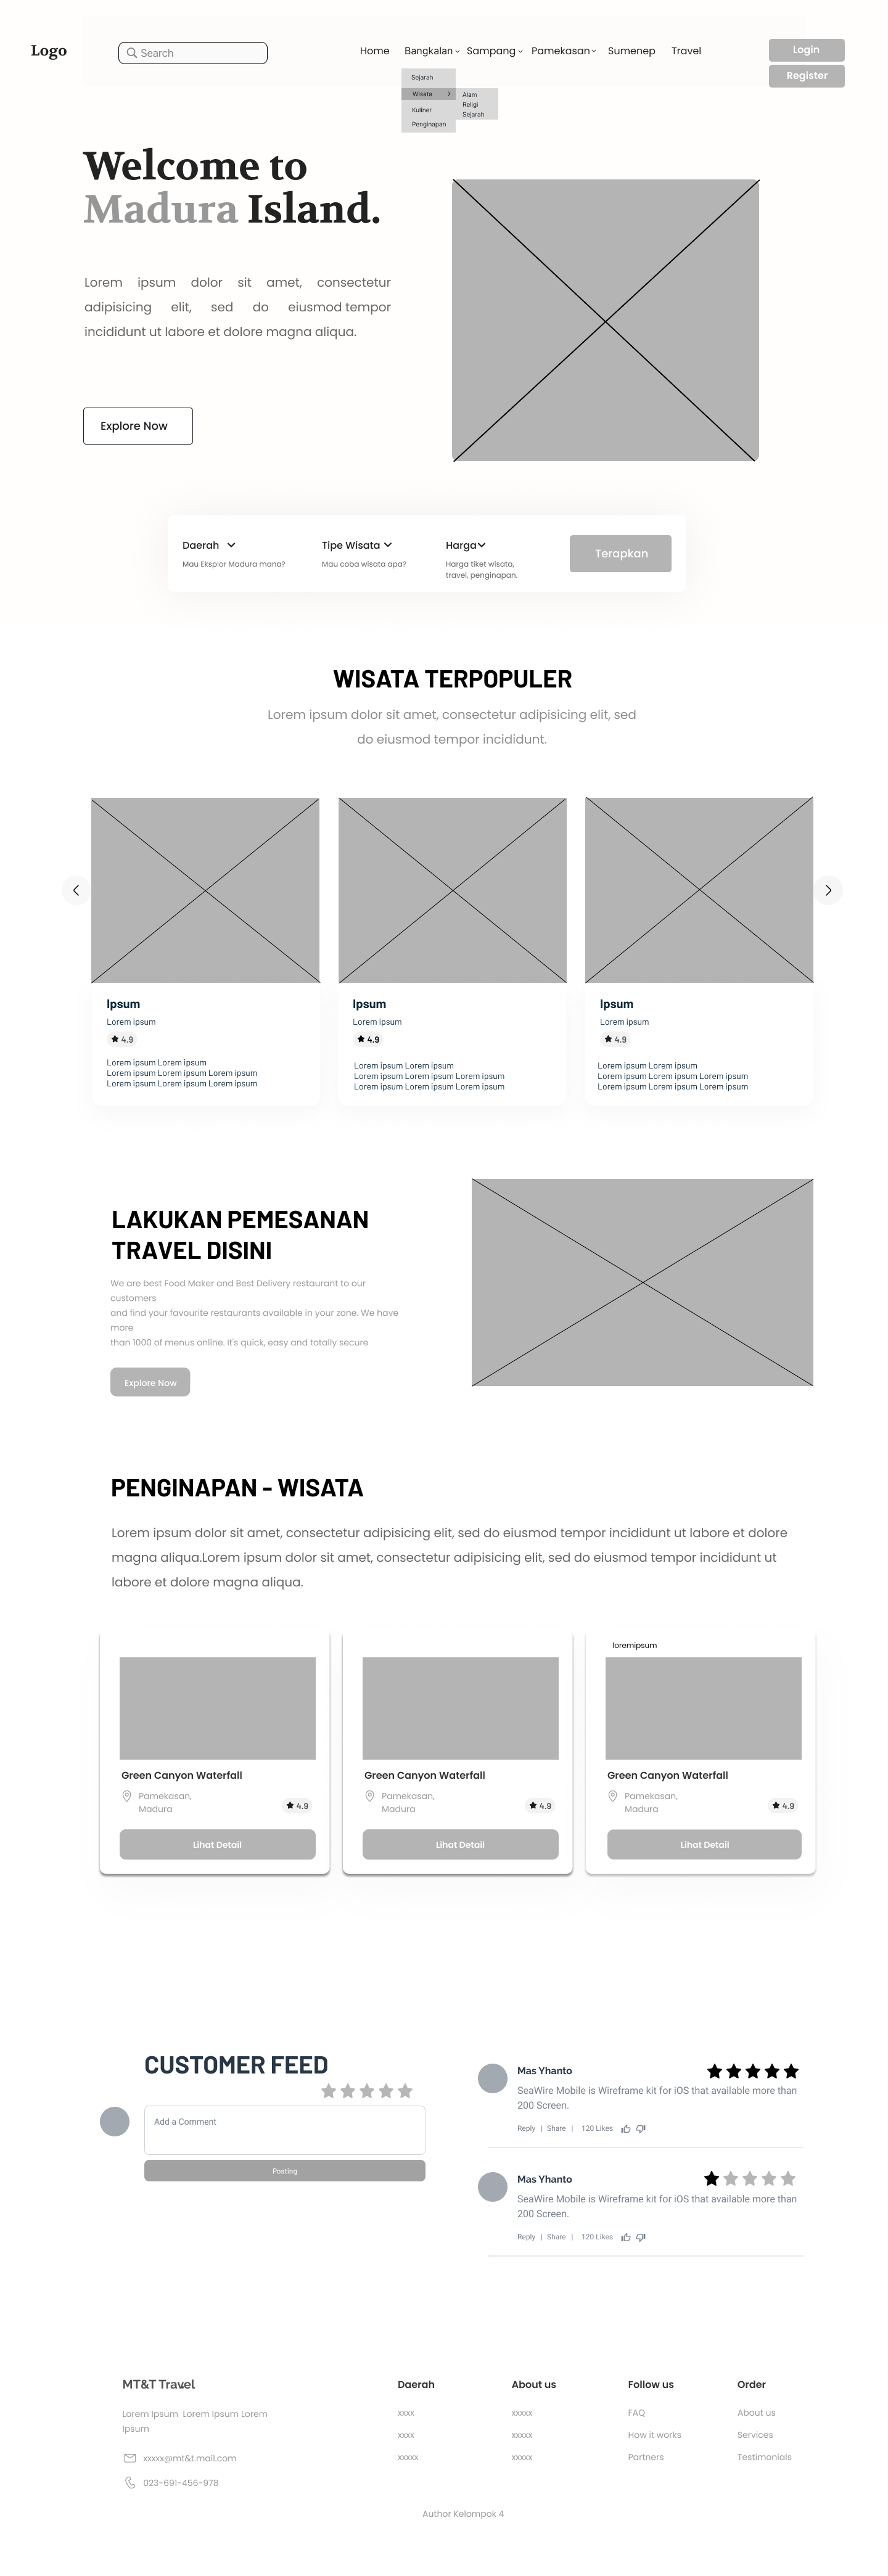 Logo
Search
Home Bangkalan Sampang Pamekasan Sumenep Travel
Login
Register
Sejarah
Wisata
Kuliner
Penginapan
Alam
Religi
Sejarah
Welcome to
Madura Island.
Lorem ipsum dolor sit amet, consectetur
adipisicing elit, sed do eiusmod tempor
incididunt ut labore et dolore magna aliqua.
Explore Now
Daerah
Mau Eksplor Madura mana?
Tipe Wisata
Mau coba wisata apa?
Harga
Harga tiket wisata,
travel, penginapan.
Terapkan
WISATA TERPOPULER
Lorem ipsum dolor sit amet, consectetur adipisicing elit, sed
do eiusmod tempor incididunt.
Ipsum
Lorem ipsum
4.9
Lorem ipsum Lorem ipsum
Lorem ipsum Lorem ipsum Lorem ipsum
Lorem ipsum Lorem ipsum Lorem ipsum
Ipsum
Lorem ipsum
4.9
Lorem ipsum Lorem ipsum
Lorem ipsum Lorem ipsum Lorem ipsum
Lorem ipsum Lorem ipsum Lorem ipsum
Ipsum
Lorem ipsum
4.9
Lorem ipsum Lorem ipsum
Lorem ipsum Lorem ipsum Lorem ipsum
Lorem ipsum Lorem ipsum Lorem ipsum
LAKUKAN PEMESANAN
TRAVEL DISINI
We are best Food Maker and Best Delivery restaurant to our
customers
and find your favourite restaurants available in your zone. We have
more
than 1000 of menus online. It's quick, easy and totally secure
Explore Now
PENGINAPAN - WISATA
Lorem ipsum dolor sit amet, consectetur adipisicing elit, sed do eiusmod tempor incididunt ut labore et dolore
magna aliqua.Lorem ipsum dolor sit amet, consectetur adipisicing elit, sed do eiusmod tempor incididunt ut
labore et dolore magna aliqua.
Green Canyon Waterfall
Pamekasan,
Madura
4.9
Lihat Detail
Green Canyon Waterfall
Pamekasan,
Madura
4.9
Lihat Detail
loremipsum
Green Canyon Waterfall
Pamekasan,
Madura
4.9
Lihat Detail
CUSTOMER FEED
Add a Comment
Posting
Mas Yhanto
SeaWire Mobile is Wireframe kit for iOS that available more than
200 Screen.
Reply | Share | 120 Likes
Mas Yhanto
SeaWire Mobile is Wireframe kit for iOS that available more than
200 Screen.
Reply | Share | 120 Likes
MT&T Travel
Lorem Ipsum Lorem Ipsum Lorem
Ipsum
xxxxx@mt&t.mail.com
023-691-456-978
Daerah
xxxx
xxxx
xxxxx
About us
xxxxx
xxxxx
xxxxx
Follow us
FAQ
How it works
Partners
Order
About us
Services
Testimonials
Author Kelompok 4